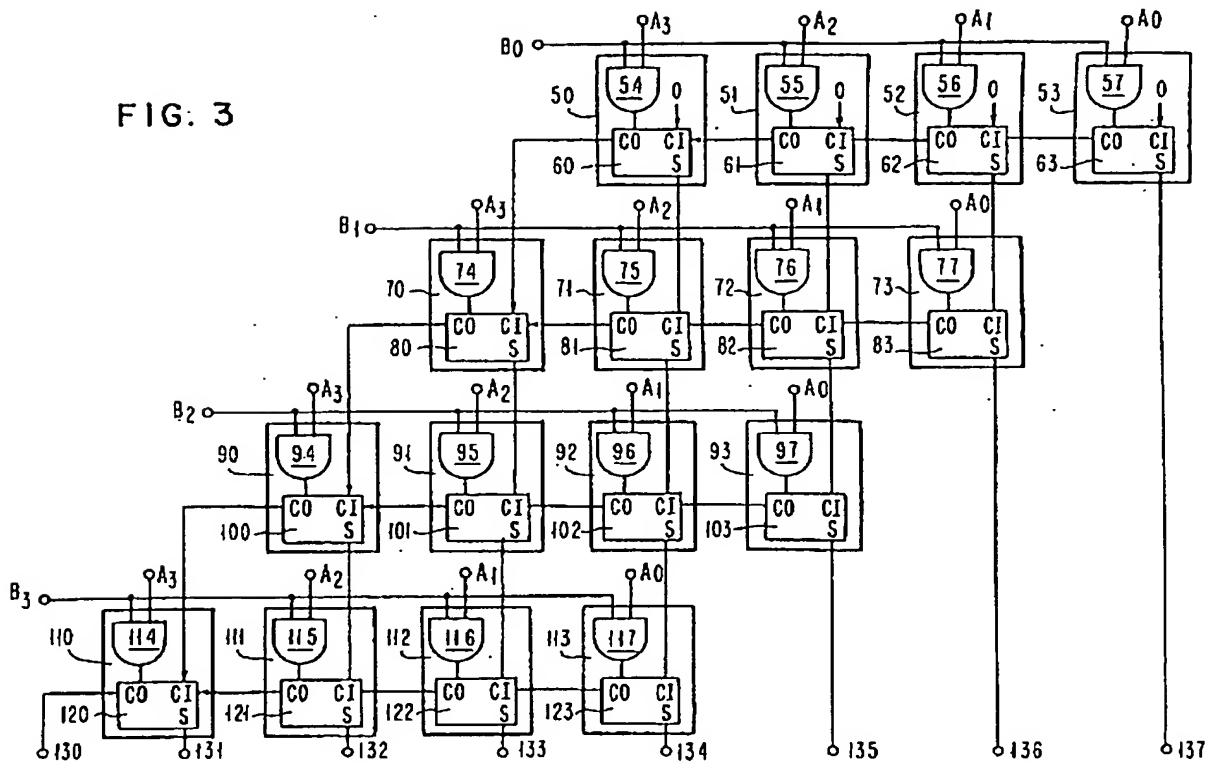 FIG. 3
B0 A3 A2 A1 A0
54 0 55 0 56 0 57 0
50 51 52 53
CO CI CO CI CO CI CO CI
S S S S
60 61 62 63
B1 A3 A2 A1 A0
74 75 76 77
70 71 72 73
CO CI CO CI CO CI CO CI
S S S S
80 81 82 83
B2 A3 A2 A1 A0
94 95 96 97
90 91 92 93
CO CI CO CI CO CI CO CI
S S S S
100 101 102 103
B3 A3 A2 A1 A0
114 115 116 117
110 111 112 113
CO CI CO CI CO CI CO CI
S S S S
120 121 122 123
130 131 132 133 134 135 136 137